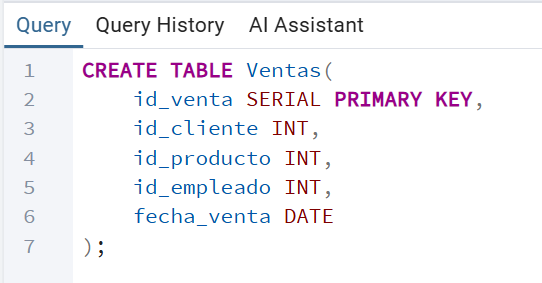 Query Query History AI Assistant
1 CREATE TABLE Ventas(
2 id_venta SERIAL PRIMARY KEY,
3 id_cliente INT,
4 id_producto INT,
5 id_empleado INT,
6 fecha_venta DATE
7 );